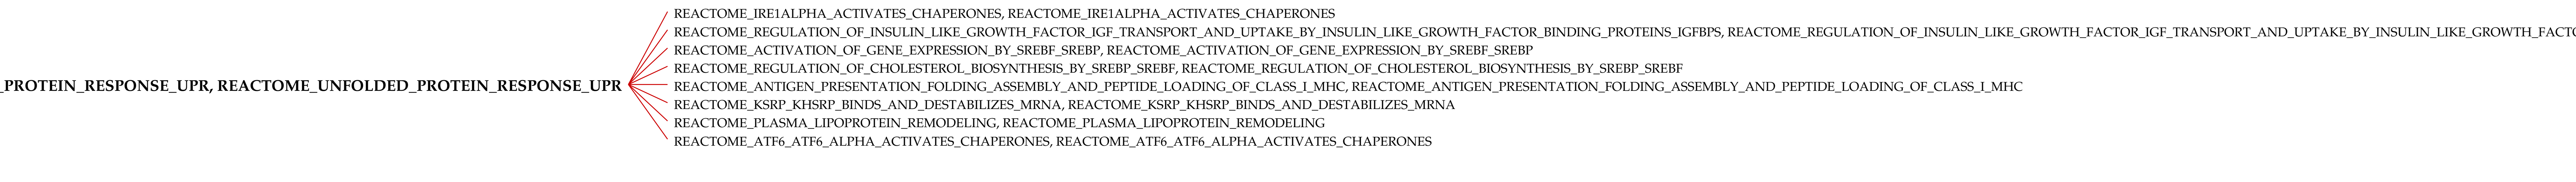 REACTOME_IRE1ALPHA_ACTIVATES_CHAPERONES, REACTOME_IRE1ALPHA_ACTIVATES_CHAPERONES
REACTOME_REGULATION_OF_INSULIN_LIKE_GROWTH_FACTOR_IGF_TRANSPORT_AND_UPTAKE_BY_INSULIN_LIKE_GROWTH_FACTOR_BINDING_PROTEINS_IGFBPS, REACTOME_REGULATION_OF_INSULIN_LIKE_GROWTH_FACTOR_IGF_TRANSPORT_AND_UPTAKE_BY_INSULIN_LIKE_GROWTH_FACTO
REACTOME_ACTIVATION_OF_GENE_EXPRESSION_BY_SREBF_SREBP, REACTOME_ACTIVATION_OF_GENE_EXPRESSION_BY_SREBF_SREBP
REACTOME_REGULATION_OF_CHOLESTEROL_BIOSYNTHESIS_BY_SREBP_SREBF, REACTOME_REGULATION_OF_CHOLESTEROL_BIOSYNTHESIS_BY_SREBP_SREBF
_PROTEIN_RESPONSE_UPR, REACTOME_UNFOLDED_PROTEIN_RESPONSE_UPR
REACTOME_ANTIGEN_PRESENTATION_FOLDING_ASSEMBLY_AND_PEPTIDE_LOADING_OF_CLASS_I_MHC, REACTOME_ANTIGEN_PRESENTATION_FOLDING_ASSEMBLY_AND_PEPTIDE_LOADING_OF_CLASS_I_MHC
REACTOME_KSRP_KHSRP_BINDS_AND_DESTABILIZES_MRNA, REACTOME_KSRP_KHSRP_BINDS_AND_DESTABILIZES_MRNA
REACTOME_PLASMA_LIPOPROTEIN_REMODELING, REACTOME_PLASMA_LIPOPROTEIN_REMODELING
REACTOME_ATF6_ATF6_ALPHA_ACTIVATES_CHAPERONES, REACTOME_ATF6_ATF6_ALPHA_ACTIVATES_CHAPERONES